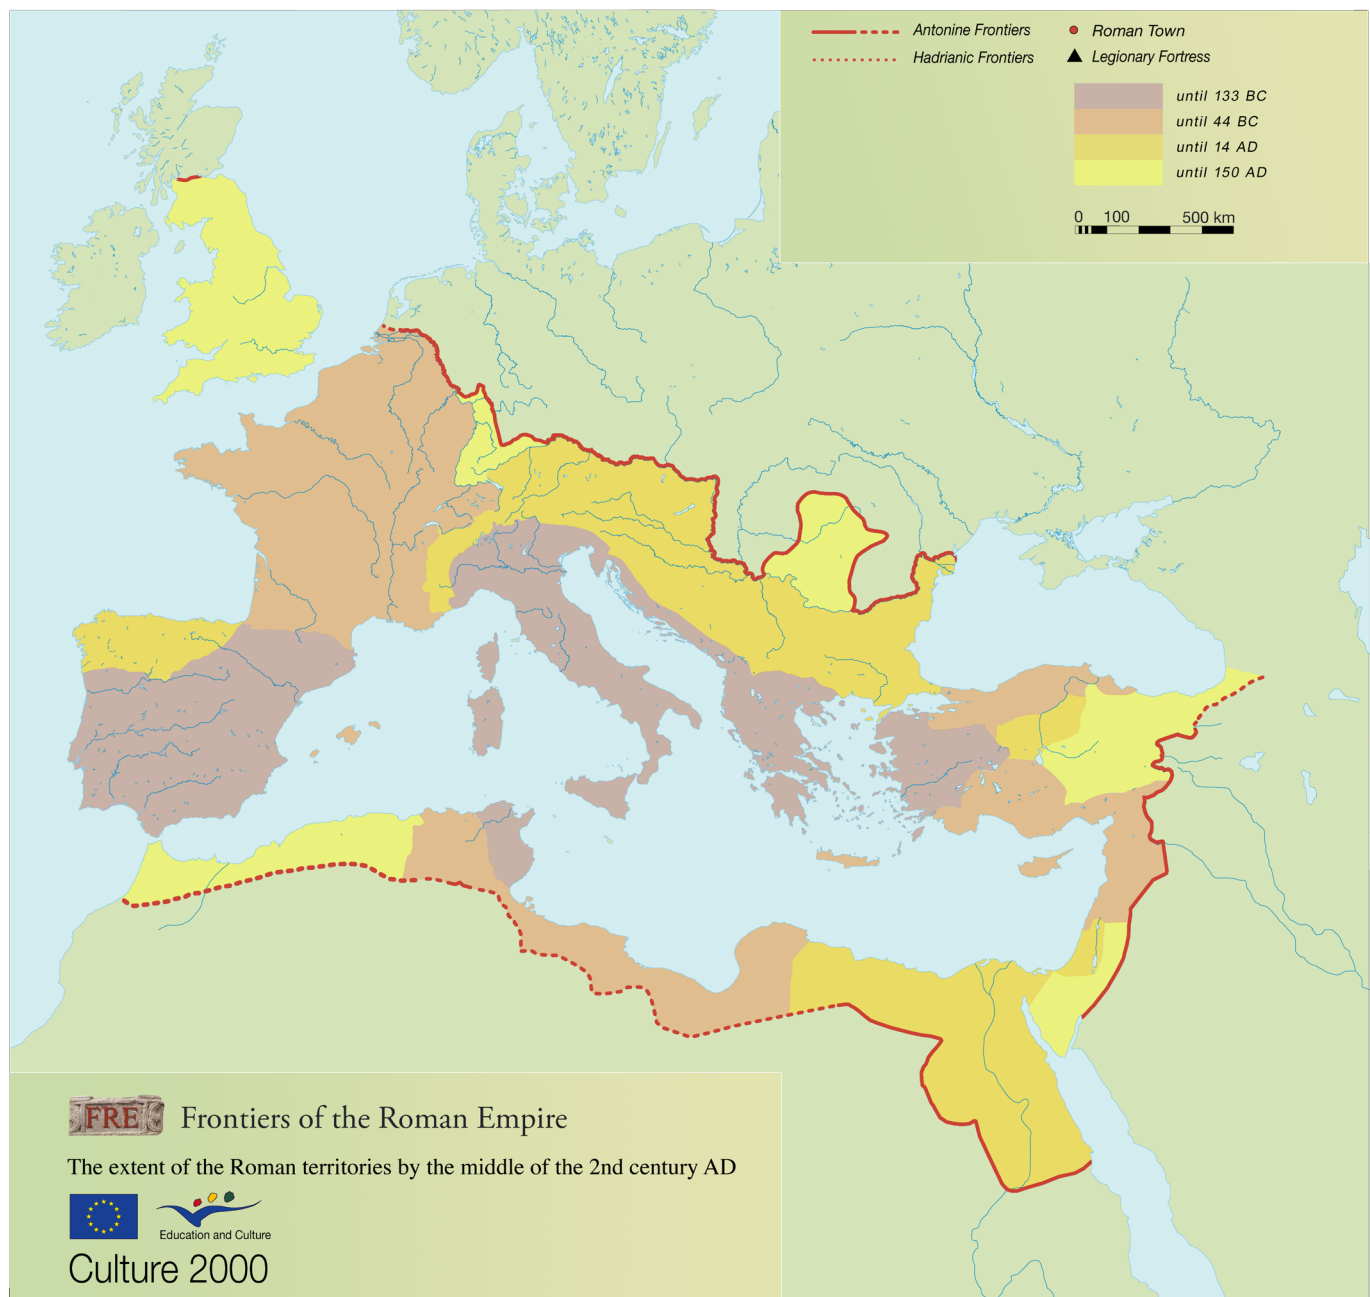 Antonine Frontiers
Hadrianic Frontiers
Roman Town
Legionary Fortress
until 133 BC
until 44 BC
until 14 AD
until 150 AD
0 100 500 km
FRE
Frontiers of the Roman Empire
The extent of the Roman territories by the middle of the 2nd century AD
Education and Culture
Culture 2000